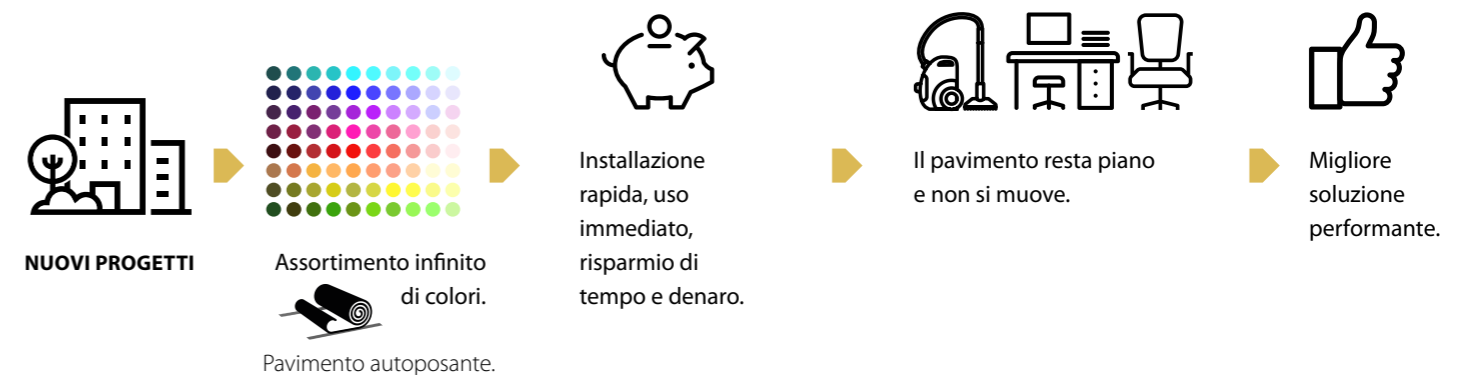 NUOVI PROGETTI
Assortimento infinito
di colori.
Pavimento autoposante.
Installazione
rapida, uso
immediato,
risparmio di
tempo e denaro.
Il pavimento resta piano
e non si muove.
Migliore
soluzione
performante.